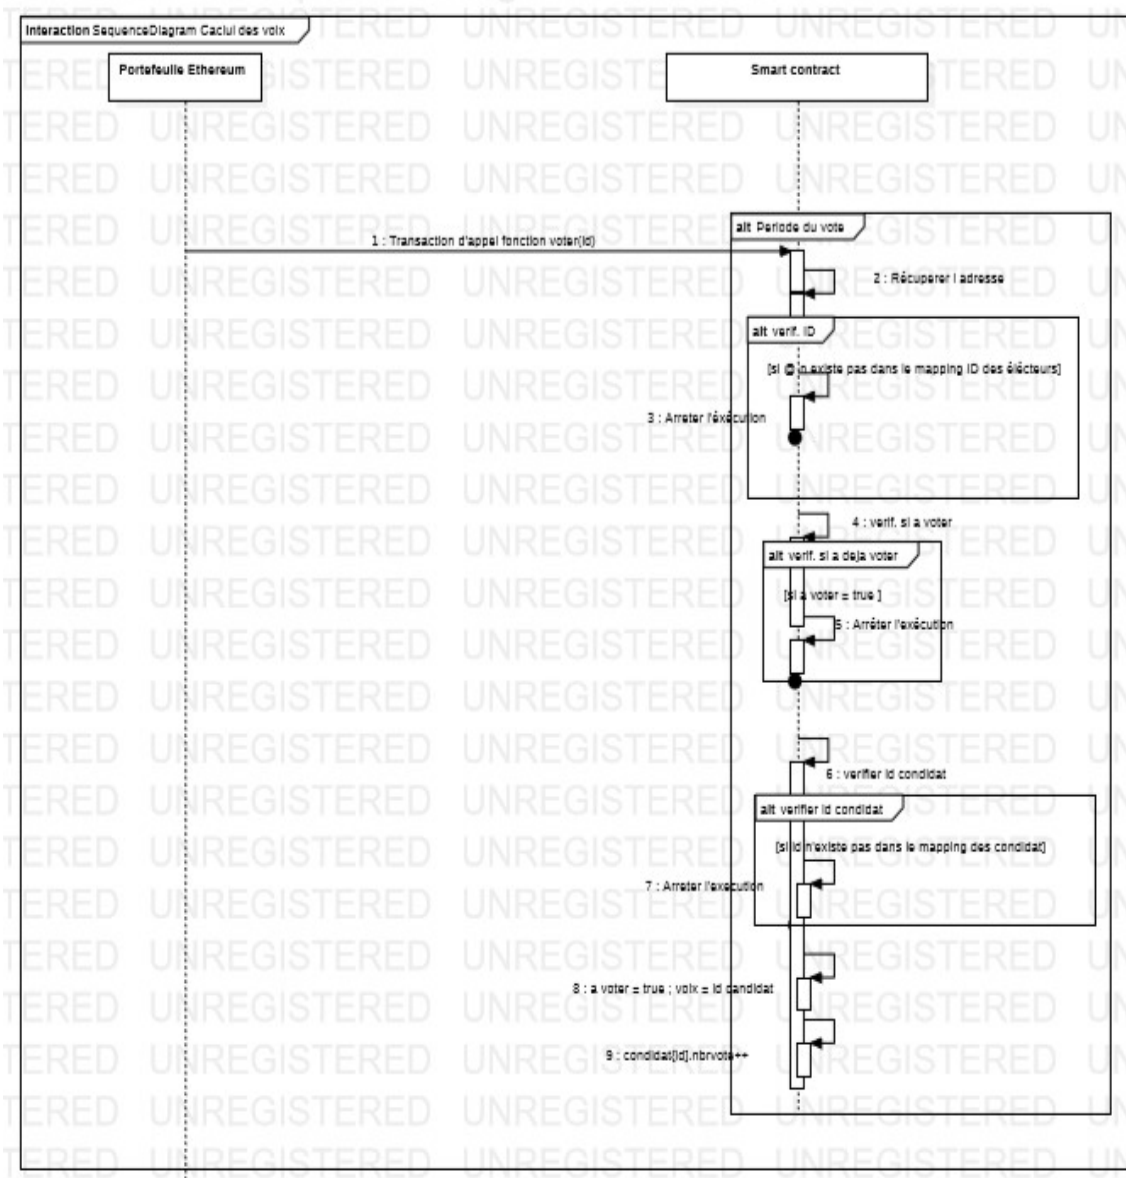 Interaction SequenceDiagram Caclul des voix
Portefeuille Ethereum
Smart contract
alt Periode du vote
1 : Transaction d'appel fonction voter(id)
2 : Récuperer l adresse
alt verif. ID
[si @ n existe pas dans le mapping ID des élécteurs]
3 : Arreter l'éxécution
4 : verif. si a voter
alt verif. si a deja voter
[si a voter = true ]
5 : Arrêter l'exécution
6 : verifier id condidat
alt verifier id condidat
[si id n'existe pas dans le mapping des condidat]
7 : Arreter l'execution
8 : a voter = true ; voix = id candidat
9 : condidat[id].nbrvote++
UNREGISTERED